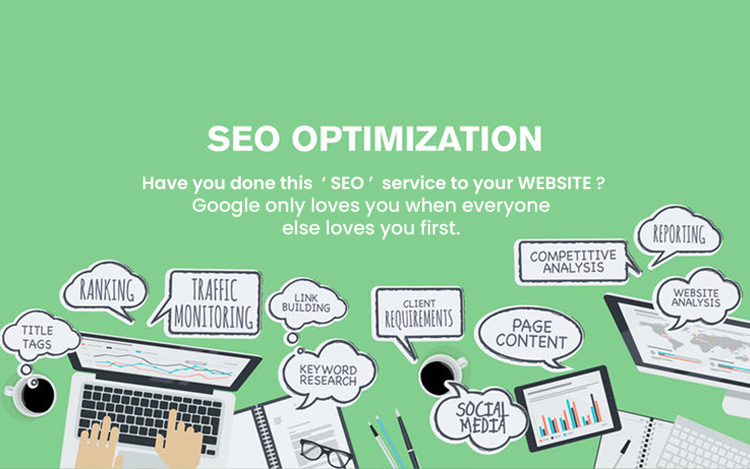 SEO OPTIMIZATION
Have you done this ‘ SEO ’ service to your WEBSITE ?
Google only loves you when everyone
else loves you first.
REPORTING
COMPETITIVE
ANALYSIS
RANKING
TRAFFIC
MONITORING
LINK
BUILDING
CLIENT
REQUIREMENTS
WEBSITE
ANALYSIS
TITLE
TAGS
PAGE
CONTENT
KEYWORD
RESEARCH
SOCIAL
MEDIA